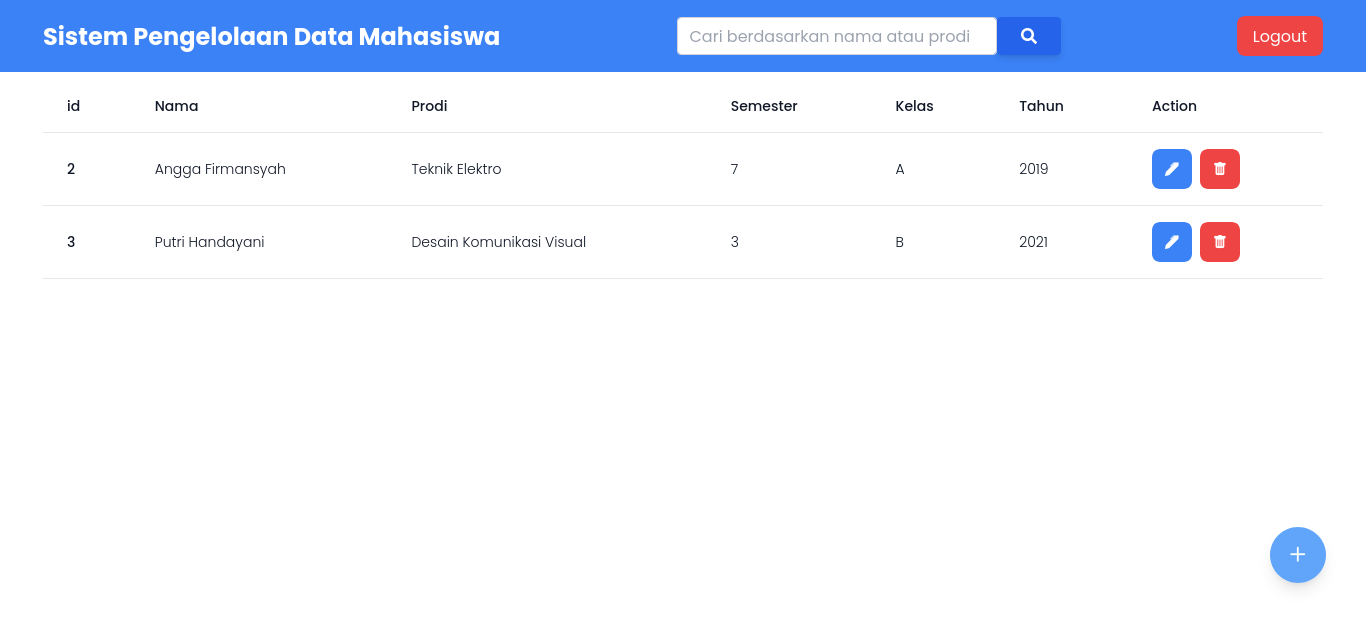 Sistem Pengelolaan Data Mahasiswa Cari berdasarkan nama atau prodi Logout
id Nama Prodi Semester Kelas Tahun Action
2 Angga Firmansyah Teknik Elektro 7 A 2019
3 Putri Handayani Desain Komunikasi Visual 3 B 2021